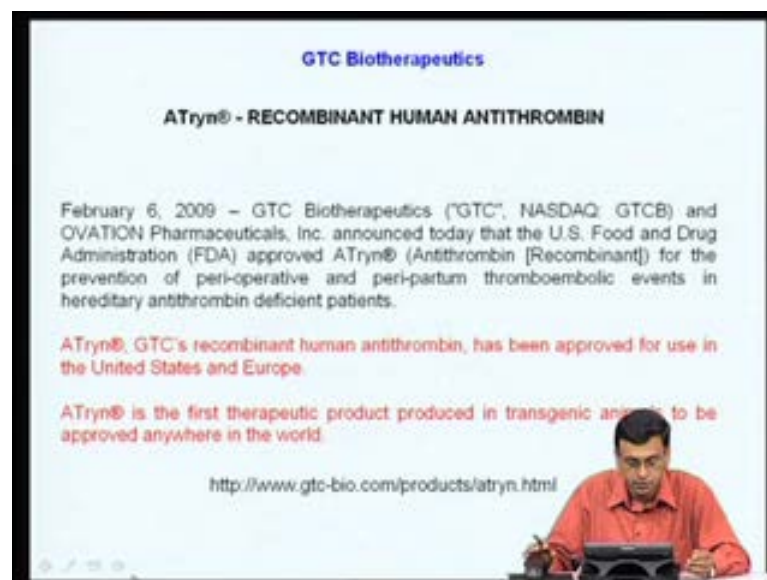 GTC Biotherapeutics
ATryn® - RECOMBINANT HUMAN ANTITHROMBIN
February 6, 2009 – GTC Biotherapeutics ("GTC", NASDAQ: GTCB) and
OVATION Pharmaceuticals, Inc. announced today that the U.S. Food and Drug
Administration (FDA) approved ATryn® (Antithrombin [Recombinant]) for the
prevention of peri-operative and peri-partum thromboembolic events in
hereditary antithrombin deficient patients.
ATryn®, GTC's recombinant human antithrombin, has been approved for use in
the United States and Europe.
ATryn® is the first therapeutic product produced in transgenic to be
approved anywhere in the world.
http://www.gtc-bio.com/products/atryn.html